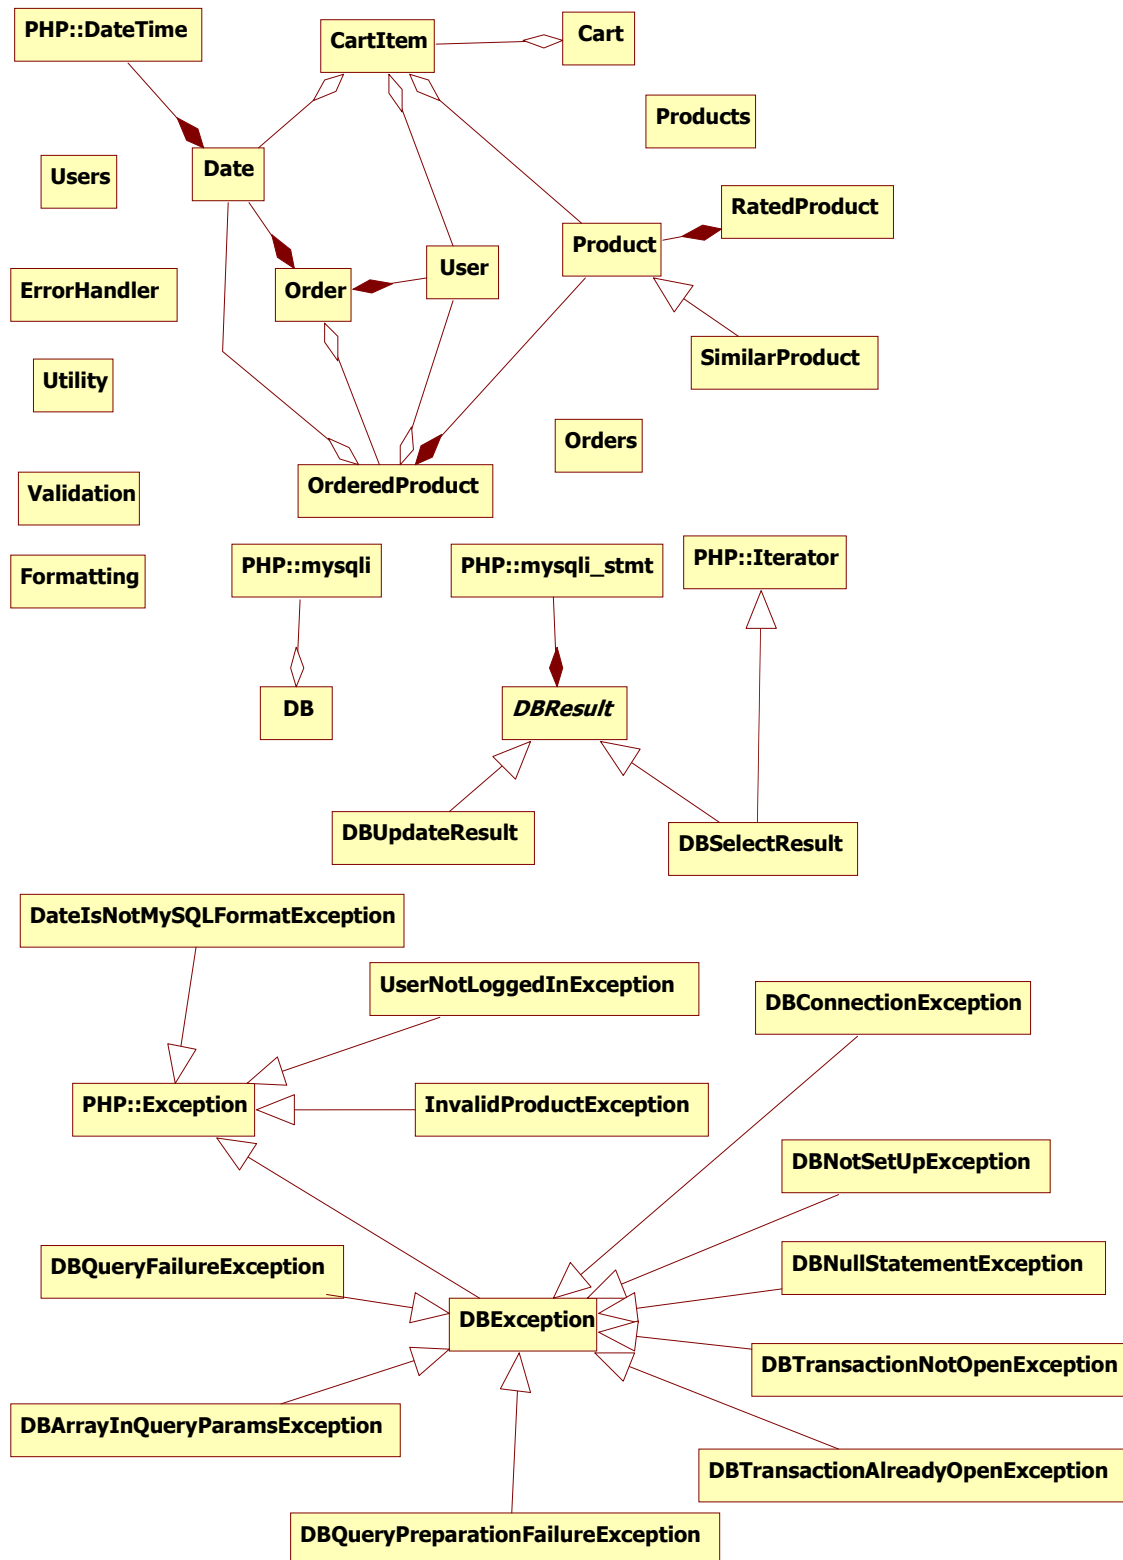 PHP::DateTime
CartItem
Cart
Products
Users
Date
RatedProduct
Product
User
ErrorHandler
Order
SimilarProduct
Utility
Orders
OrderedProduct
Validation
PHP::mysqli
PHP::mysqli_stmt
PHP::Iterator
Formatting
DB
DBResult
DBUpdateResult
DBSelectResult
DateIsNotMySQLFormatException
UserNotLoggedInException
DBConnectionException
PHP::Exception
InvalidProductException
DBNotSetUpException
DBQueryFailureException
DBNullStatementException
DBException
DBTransactionNotOpenException
DBArrayInQueryParamsException
DBTransactionAlreadyOpenException
DBQueryPreparationFailureException